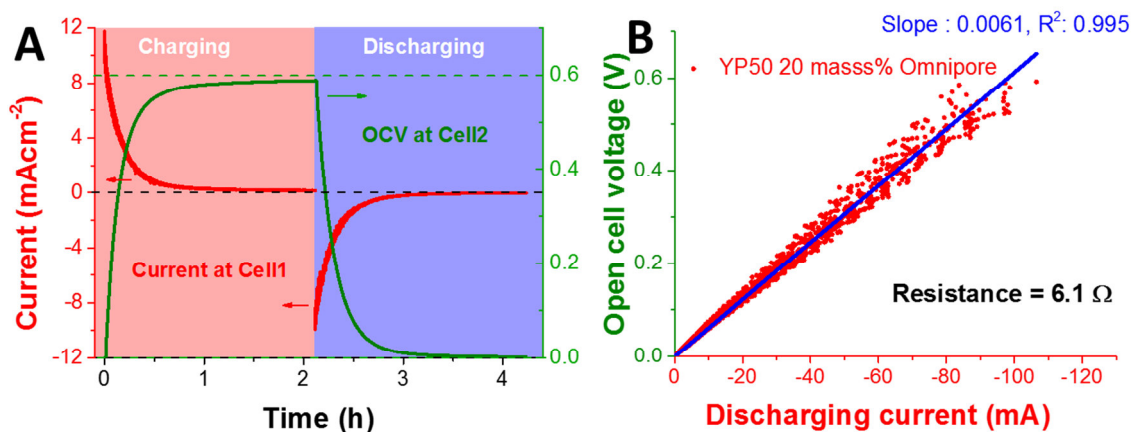 A
Charging
Discharging
OCV at Cell2
Current at Cell1
Current (mAcm-2)
12
8
4
0
-4
-8
-12
0.6
0.4
0.2
0.0
0
1
2
3
4
Time (h)
B
Slope : 0.0061, R2: 0.995
YP50 20 masss% Omnipore
Open cell voltage (V)
0.6
0.4
0.2
0.0
Resistance = 6.1 Ω
0
-20
-40
-60
-80
-100
-120
Discharging current (mA)